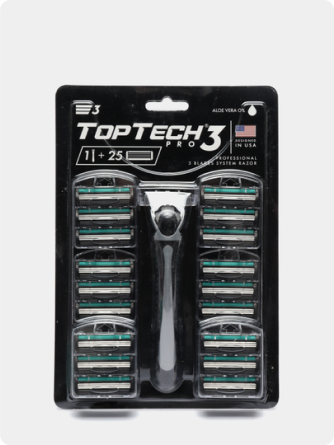 3
ALOE VERA OIL
TOPTECH® 3
PRO
1 + 25
DESIGNED
IN USA
PROFESSIONAL
3 BLADES SYSTEM RAZOR